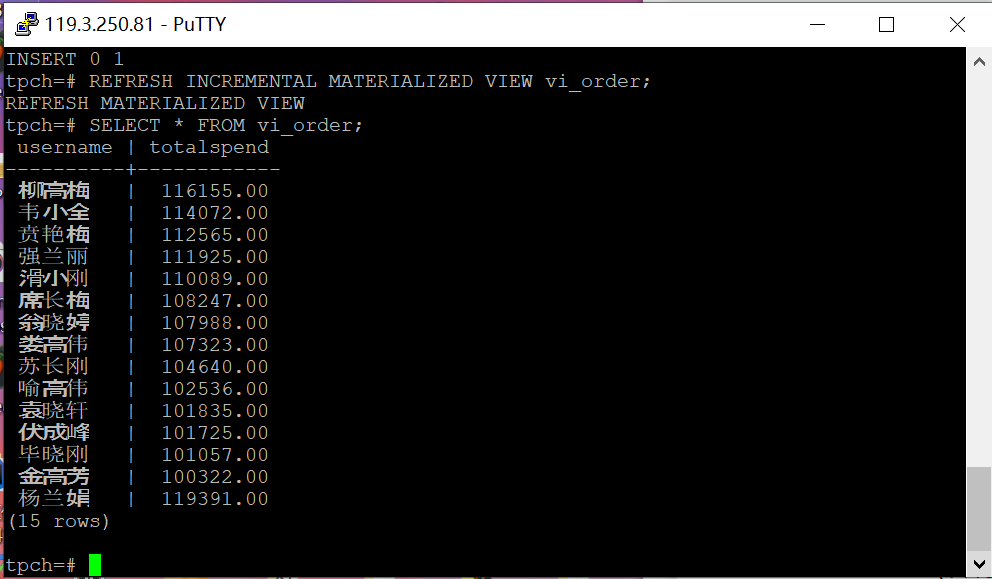 119.3.250.81 - PuTTY
INSERT 0 1
tpch=# REFRESH INCREMENTAL MATERIALIZED VIEW vi_order;
REFRESH MATERIALIZED VIEW
tpch=# SELECT * FROM vi_order;
 username | totalspend
----------+------------
 柳高梅   |  116155.00
 韦小全   |  114072.00
 贲艳梅   |  112565.00
 强兰丽   |  111925.00
 滑小刚   |  110089.00
 席长梅   |  108247.00
 翁晓婷   |  107988.00
 娄高伟   |  107323.00
 苏长刚   |  104640.00
 喻高伟   |  102536.00
 袁晓轩   |  101835.00
 伏成峰   |  101725.00
 毕晓刚   |  101057.00
 金高芳   |  100322.00
 杨兰娟   |  119391.00
(15 rows)
tpch=#